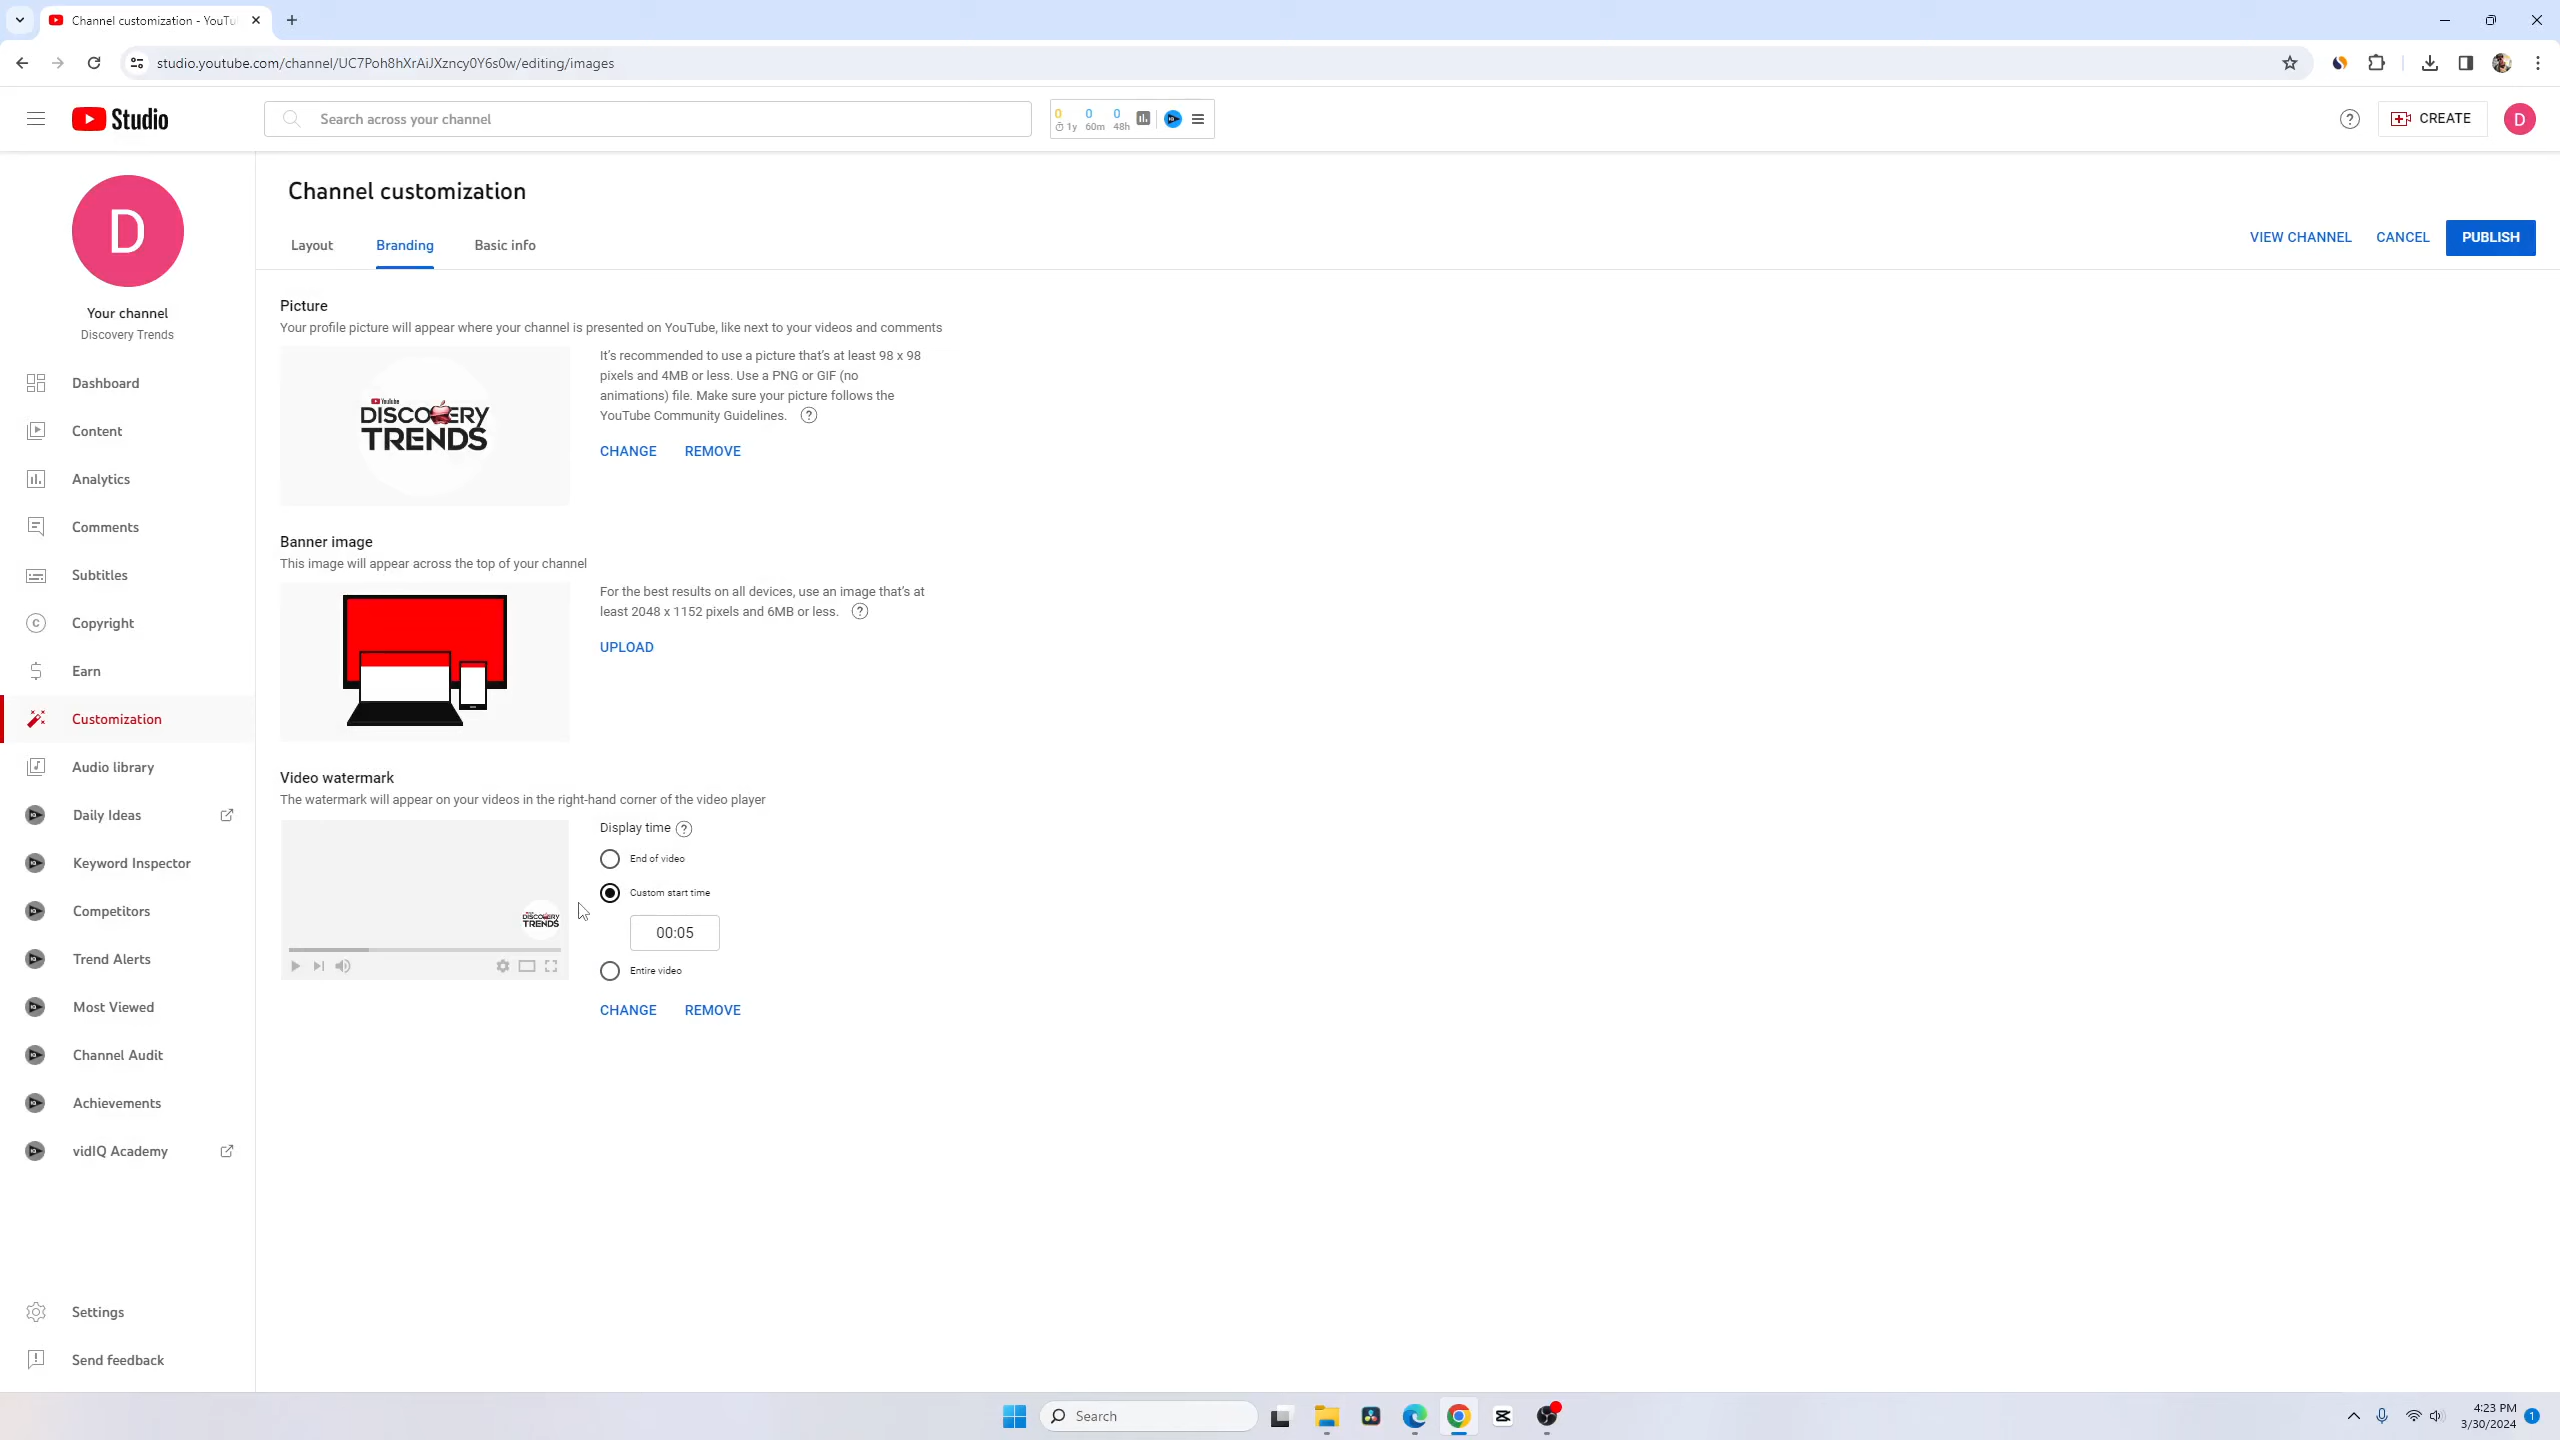 Channel customization - YouTu
studio.youtube.com/channel/UC7Poh8hXrAiJXzncy0Y6s0w/editing/images
Studio
Search across your channel
0 0 0
1y 60m 48h
CREATE
D
D
Your channel
Discovery Trends
Dashboard
Content
Analytics
Comments
Subtitles
Copyright
Earn
Customization
Audio library
Daily Ideas
Keyword Inspector
Competitors
Trend Alerts
Most Viewed
Channel Audit
Achievements
vidIQ Academy
Settings
Send feedback
Channel customization
Layout
Branding
Basic info
VIEW CHANNEL
CANCEL
PUBLISH
Picture
Your profile picture will appear where your channel is presented on YouTube, like next to your videos and comments
YouTube
DISCOVERY
TRENDS
It's recommended to use a picture that's at least 98 x 98
pixels and 4MB or less. Use a PNG or GIF (no
animations) file. Make sure your picture follows the
YouTube Community Guidelines.
CHANGE
REMOVE
Banner image
This image will appear across the top of your channel
For the best results on all devices, use an image that's at
least 2048 x 1152 pixels and 6MB or less.
UPLOAD
Video watermark
The watermark will appear on your videos in the right-hand corner of the video player
DISCOVERY
TRENDS
Display time
End of video
Custom start time
00:05
Entire video
CHANGE
REMOVE
Search
4:23 PM
3/30/2024
1